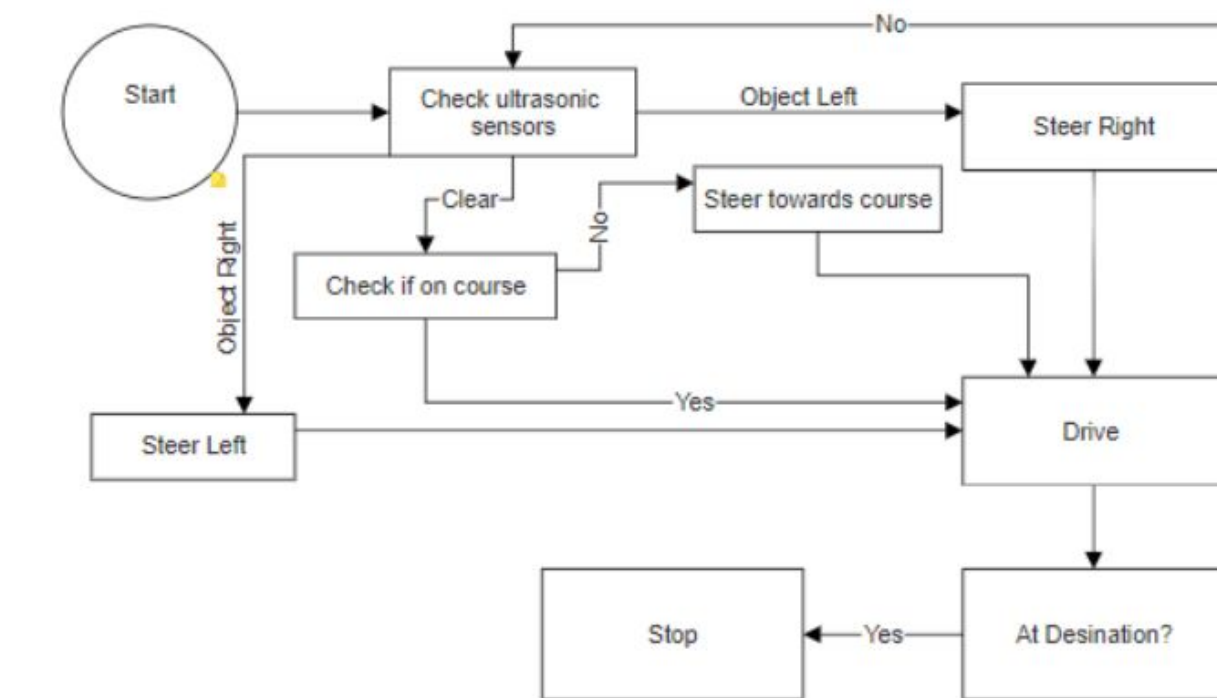 No
Start
Check ultrasonic
sensors
Object Left
Steer Right
Clear
No
Steer towards course
Object Right
Check if on course
Yes
Steer Left
Drive
Stop
Yes
At Desination?